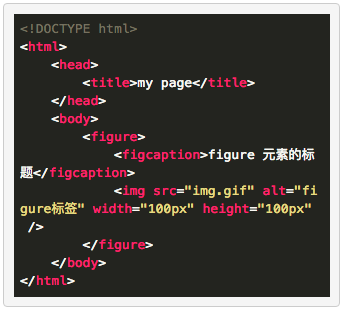 <!DOCTYPE html>
<html>
    <head>
        <title>my page</title>
    </head>
    <body>
        <figure>
            <figcaption>figure 元素的标
题</figcaption>
            <img src="img.gif" alt="fi
gure标签" width="100px" height="100px"
 />
        </figure>
    </body>
</html>